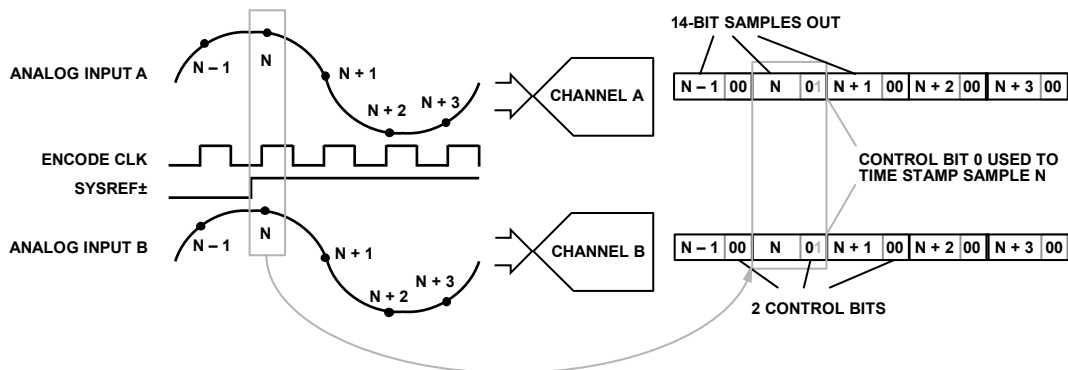 14-BIT SAMPLES OUT
ANALOG INPUT A
N – 1
N
N + 1
N + 2
N + 3
CHANNEL A
N – 1 00 N 01 N + 1 00 N + 2 00 N + 3 00
ENCODE CLK
SYSREF±
CONTROL BIT 0 USED TO
TIME STAMP SAMPLE N
ANALOG INPUT B
N – 1
N
N + 1
N + 2
N + 3
CHANNEL B
N – 1 00 N 01 N + 1 00 N + 2 00 N + 3 00
2 CONTROL BITS